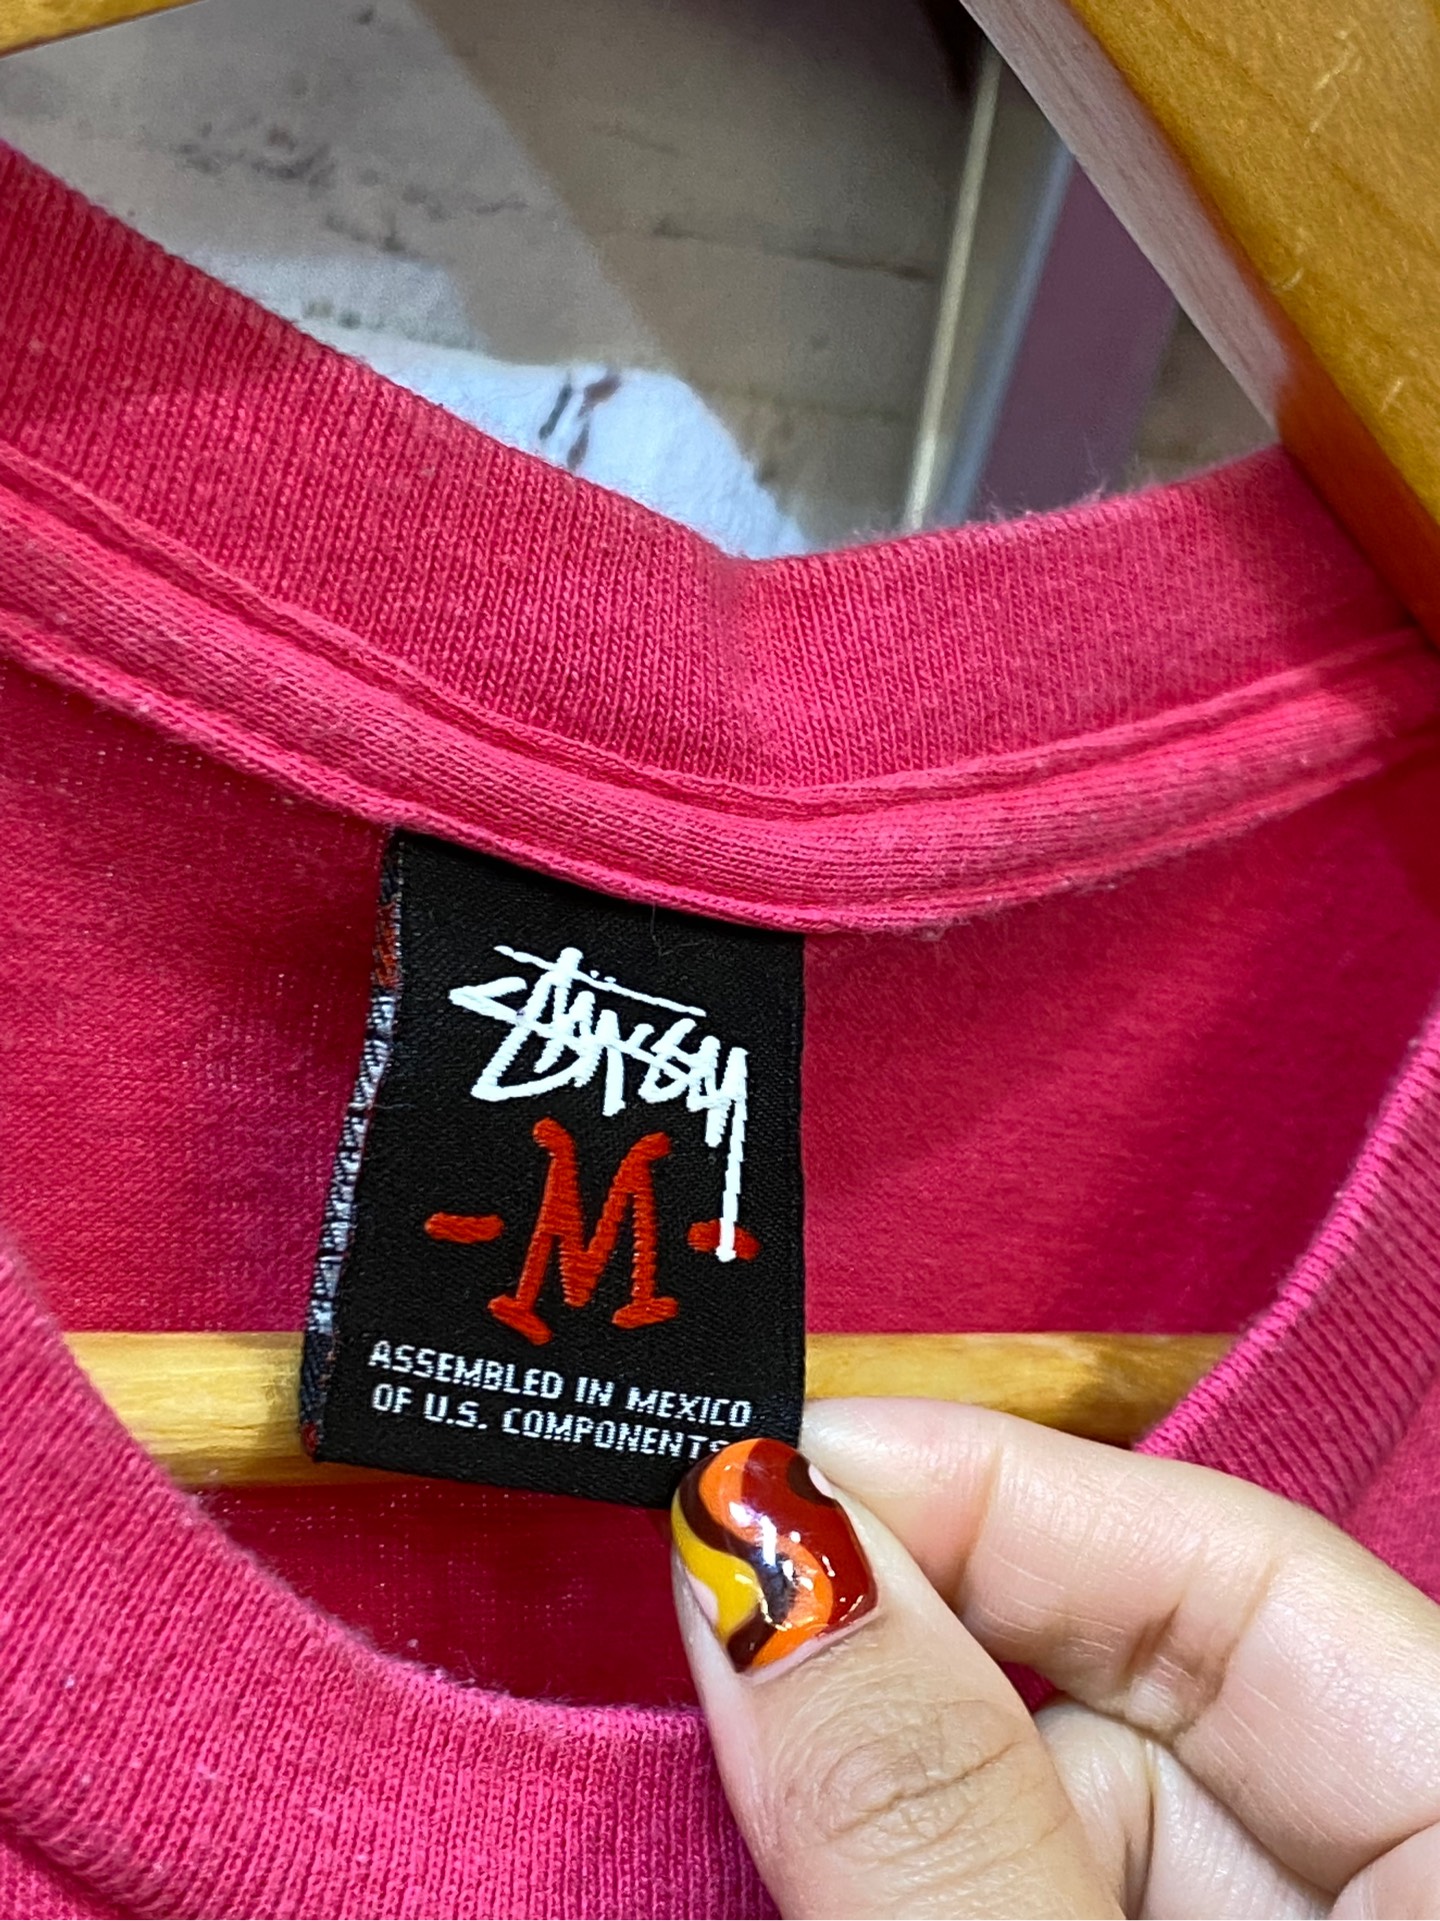 Stüssy
-M-
ASSEMBLED IN MEXICO
OF U.S. COMPONENTS